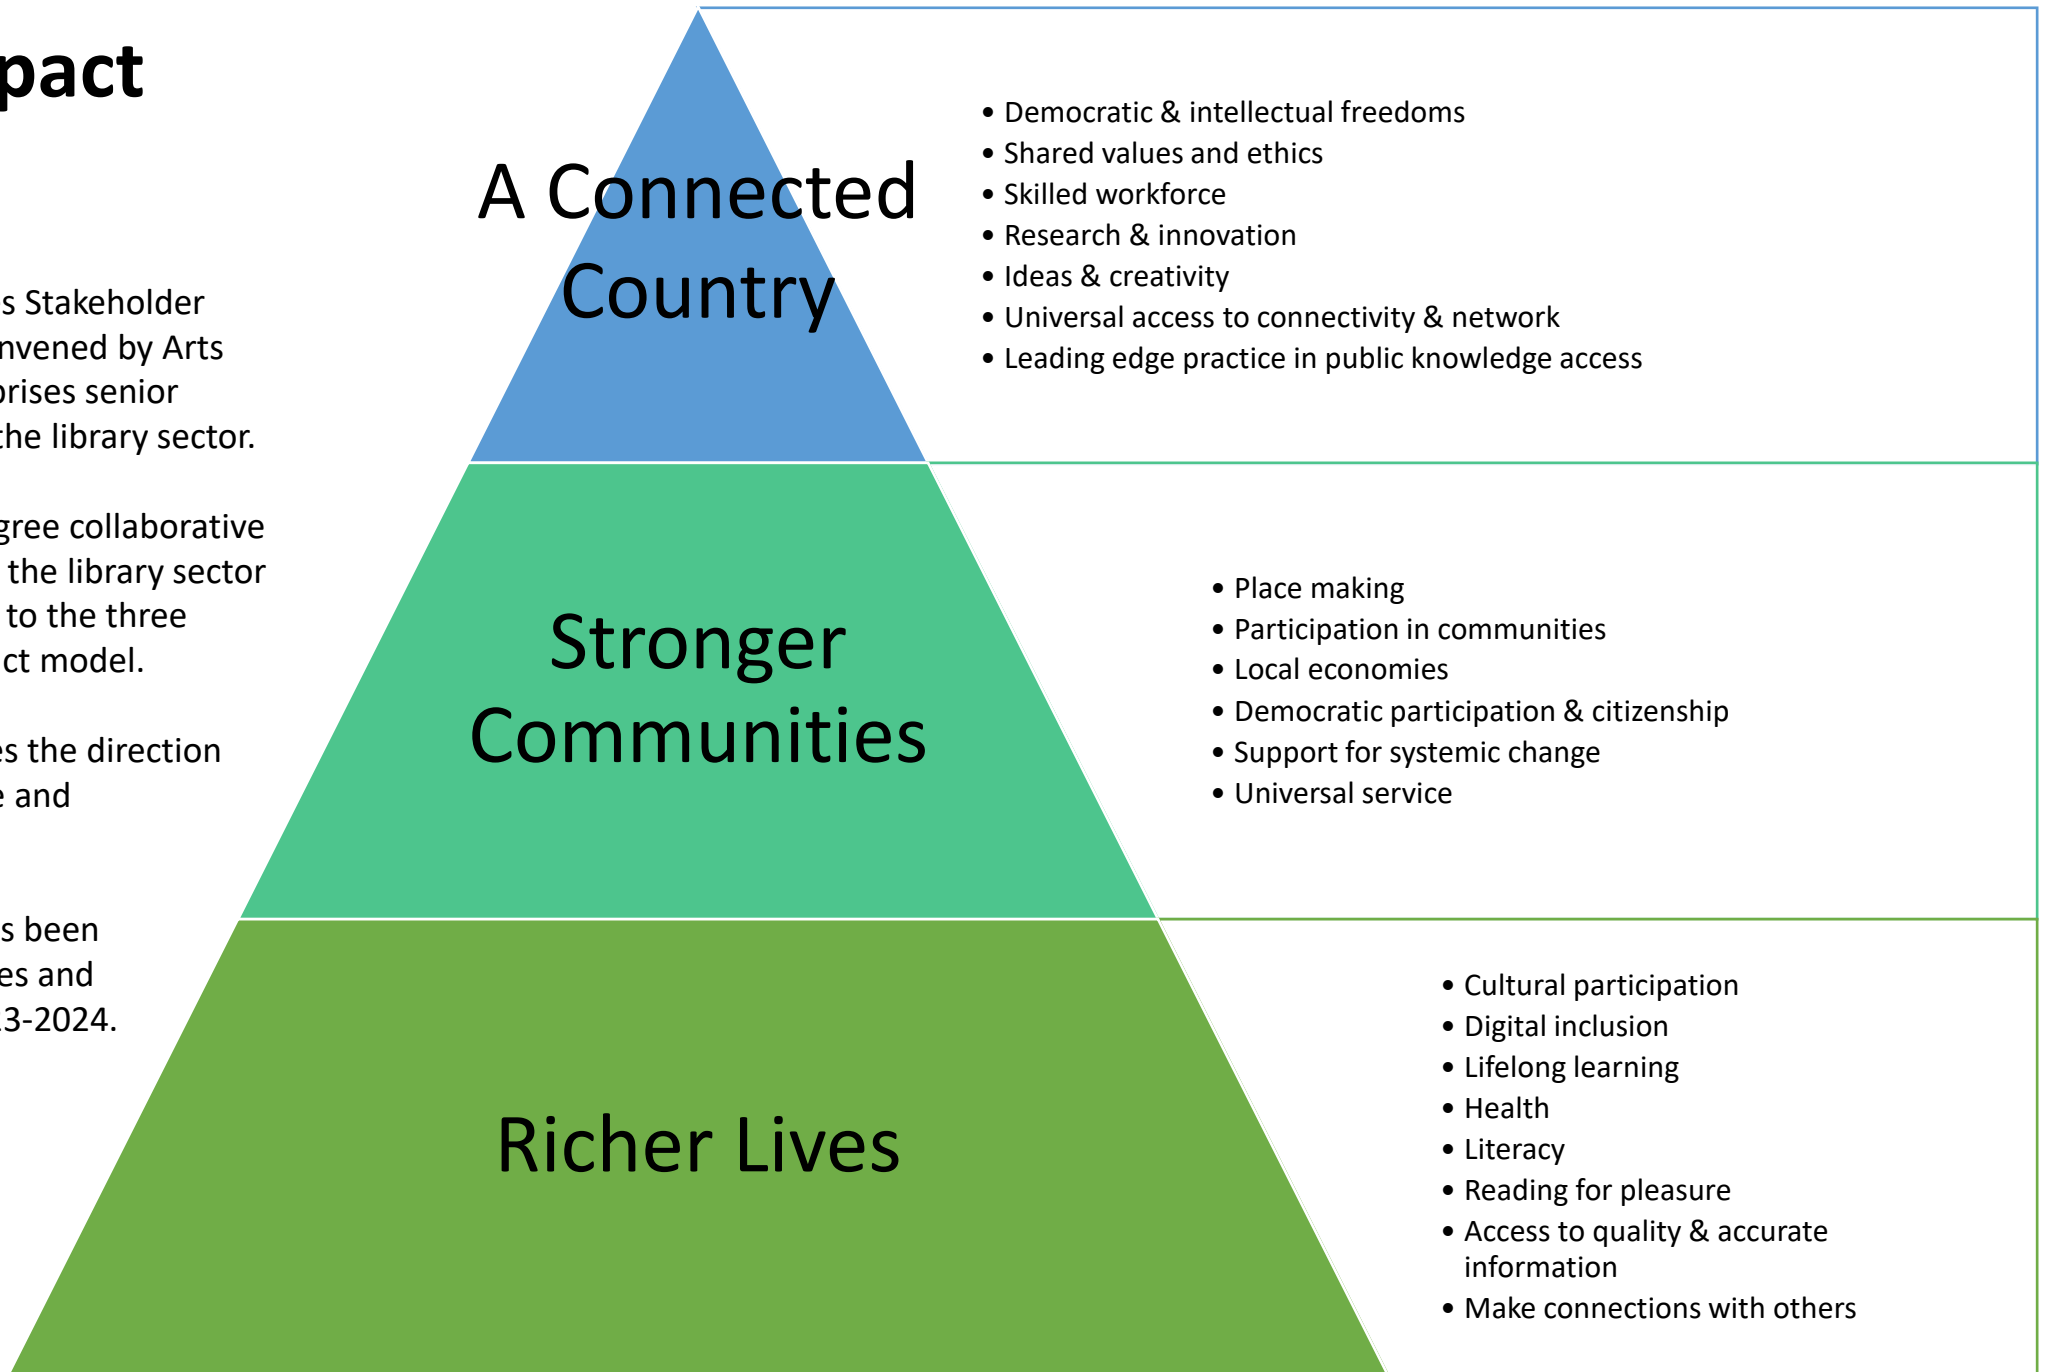 pact
s Stakeholder
nvened by Arts
prises senior
the library sector.
gree collaborative
the library sector
to the three
ct model.
es the direction
e and
s been
es and
3-2024.
A Connected
Country
• Democratic & intellectual freedoms
• Shared values and ethics
• Skilled workforce
• Research & innovation
• Ideas & creativity
• Universal access to connectivity & network
• Leading edge practice in public knowledge access
Stronger
Communities
• Place making
• Participation in communities
• Local economies
• Democratic participation & citizenship
• Support for systemic change
• Universal service
Richer Lives
• Cultural participation
• Digital inclusion
• Lifelong learning
• Health
• Literacy
• Reading for pleasure
• Access to quality & accurate
information
• Make connections with others